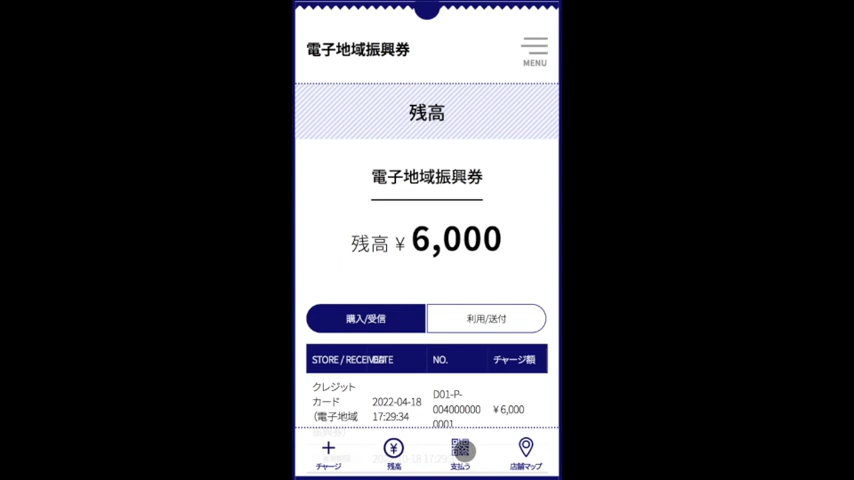 電子地域振興券
MENU
残高
電子地域振興券
残高 ¥ 6,000
購入/受信
利用/送付
STORE / RECEIVED DATE NO. チャージ額
クレジット
カード
(電子地域
2022-04-18
17:29:34
D01-P-
004000000
0001
¥ 6,000
チャージ
残高
支払う
店舗マップ